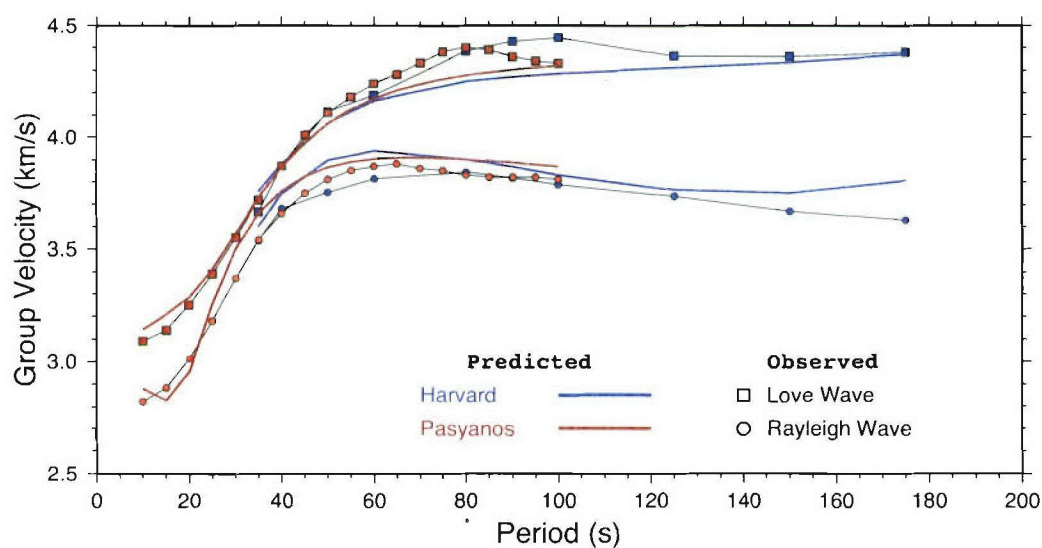 4.5
4.0
3.5
3.0
2.5
Group Velocity (km/s)
Predicted Observed
Harvard Love Wave
Pasyanos Rayleigh Wave
0 20 40 60 80 100 120 140 160 180 200
Period (s)